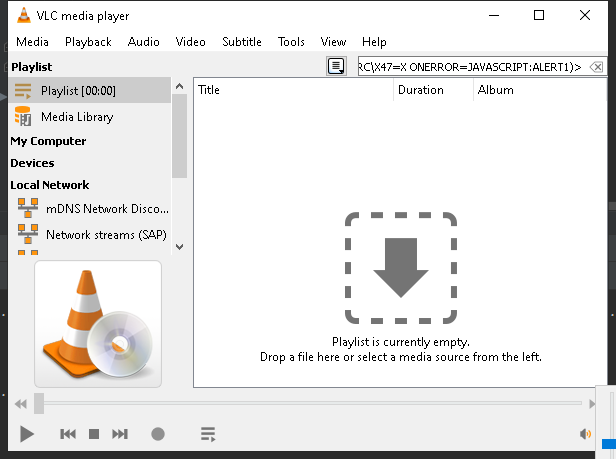 VLC media player
Media Playback Audio Video Subtitle Tools View Help
Playlist
RC\X47=X ONERROR=JAVASCRIPT:ALERT1)>
Playlist [00:00]
Media Library
My Computer
Devices
Local Network
mDNS Network Disco...
Network streams (SAP)
Title Duration Album
Playlist is currently empty.
Drop a file here or select a media source from the left.